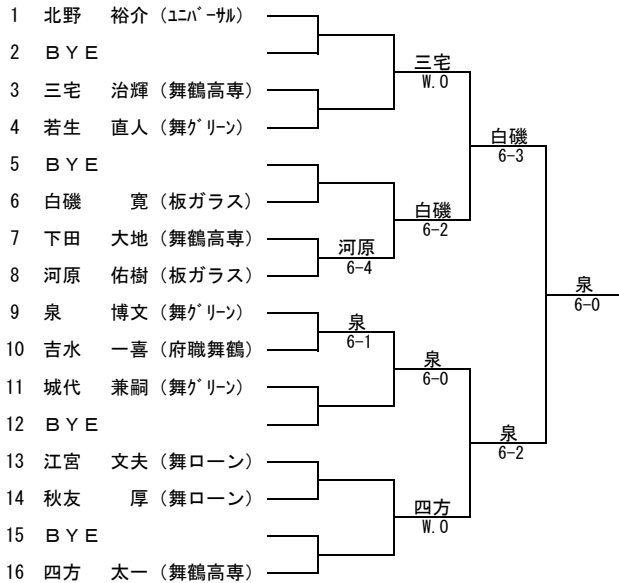 1 北野 裕介（ﾕﾆﾊﾞｰｻﾙ）
2 ＢＹＥ
三宅
W.0
3 三宅 治輝（舞鶴高専）
4 若生 直人（舞ｸﾞﾘｰﾝ）
白磯
6-3
5 ＢＹＥ
6 白磯 寛（板ガラス）
白磯
6-2
7 下田 大地（舞鶴高専）
河原
6-4
8 河原 佑樹（板ガラス）
泉
6-0
9 泉 博文（舞ｸﾞﾘｰﾝ）
泉
6-1
10 吉水 一喜（府職舞鶴）
泉
6-0
11 城代 兼嗣（舞ｸﾞﾘｰﾝ）
12 ＢＹＥ
泉
6-2
13 江宮 文夫（舞ローン）
14 秋友 厚（舞ローン）
四方
W.0
15 ＢＹＥ
16 四方 太一（舞鶴高専）